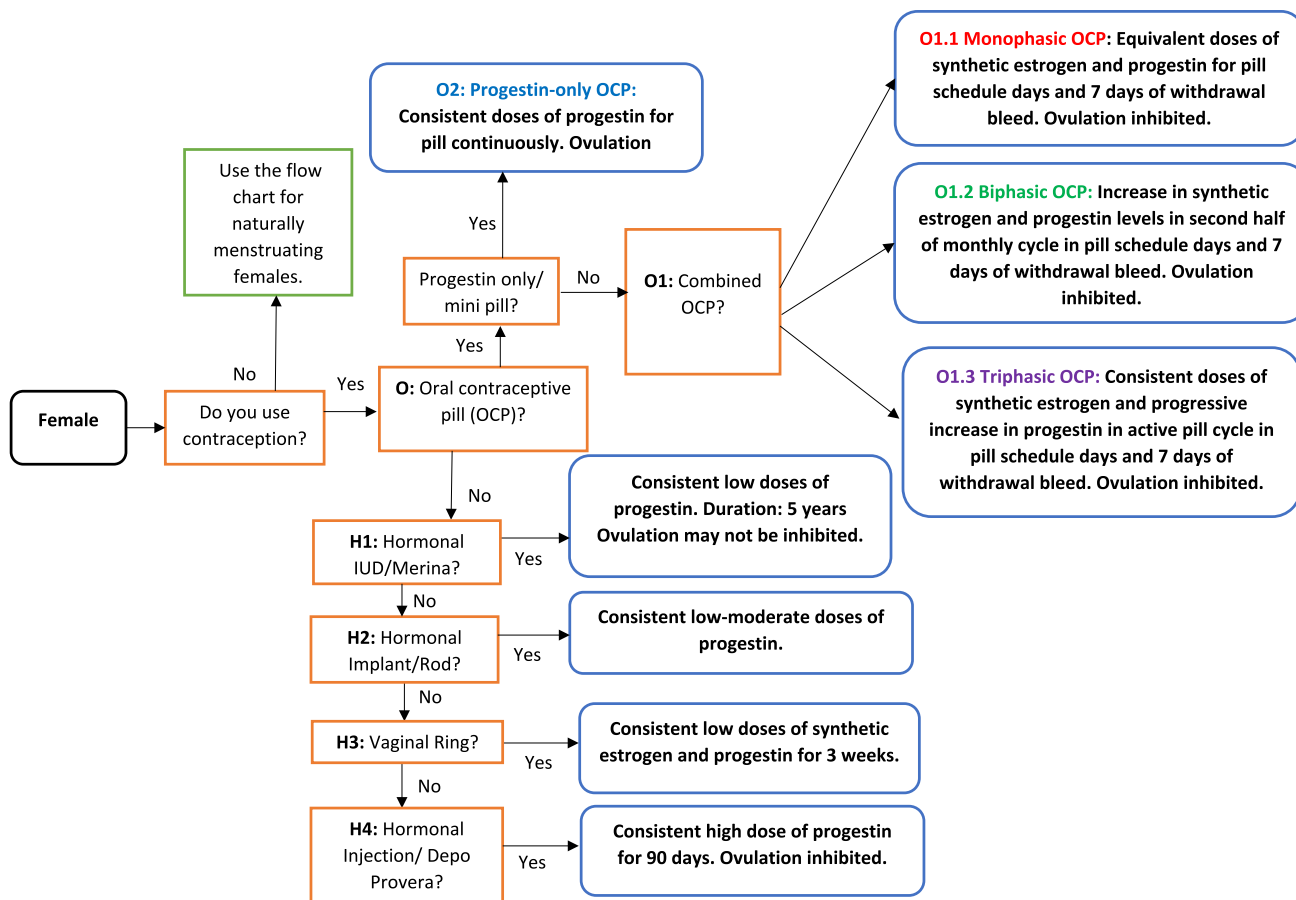 Female
Do you use
contraception?
No
Use the flow
chart for
naturally
menstruating
females.
Yes
O: Oral contraceptive
pill (OCP)?
Yes
Progestin only/
mini pill?
Yes
O2: Progestin-only OCP:
Consistent doses of progestin for
pill continuously. Ovulation
No
O1: Combined
OCP?
O1.1 Monophasic OCP: Equivalent doses of
synthetic estrogen and progestin for pill
schedule days and 7 days of withdrawal
bleed. Ovulation inhibited.
O1.2 Biphasic OCP: Increase in synthetic
estrogen and progestin levels in second half
of monthly cycle in pill schedule days and 7
days of withdrawal bleed. Ovulation
inhibited.
O1.3 Triphasic OCP: Consistent doses of
synthetic estrogen and progressive
increase in progestin in active pill cycle in
pill schedule days and 7 days of
withdrawal bleed. Ovulation inhibited.
No
H1: Hormonal
IUD/Merina?
Yes
Consistent low doses of
progestin. Duration: 5 years
Ovulation may not be inhibited.
No
H2: Hormonal
Implant/Rod?
Yes
Consistent low-moderate doses of
progestin.
No
H3: Vaginal Ring?
Yes
Consistent low doses of synthetic
estrogen and progestin for 3 weeks.
No
H4: Hormonal
Injection/ Depo
Provera?
Yes
Consistent high dose of progestin
for 90 days. Ovulation inhibited.